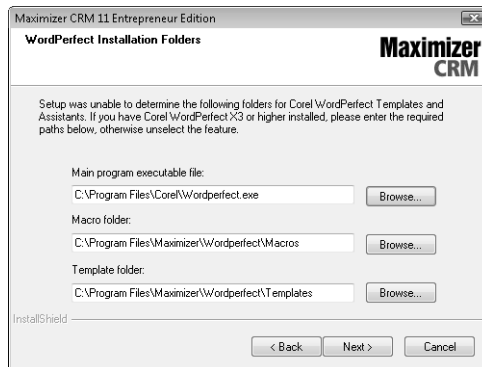 Maximizer CRM 11 Entrepreneur Edition
WordPerfect Installation Folders
Maximizer
CRM
Setup was unable to determine the following folders for Corel WordPerfect Templates and
Assistants. If you have Corel WordPerfect X3 or higher installed, please enter the required
paths below, otherwise unselect the feature.
Main program executable file:
C:\Program Files\Corel\Wordperfect.exe
Browse...
Macro folder:
C:\Program Files\Maximizer\Wordperfect\Macros
Browse...
Template folder:
C:\Program Files\Maximizer\Wordperfect\Templates
Browse...
InstallShield
< Back Next > Cancel